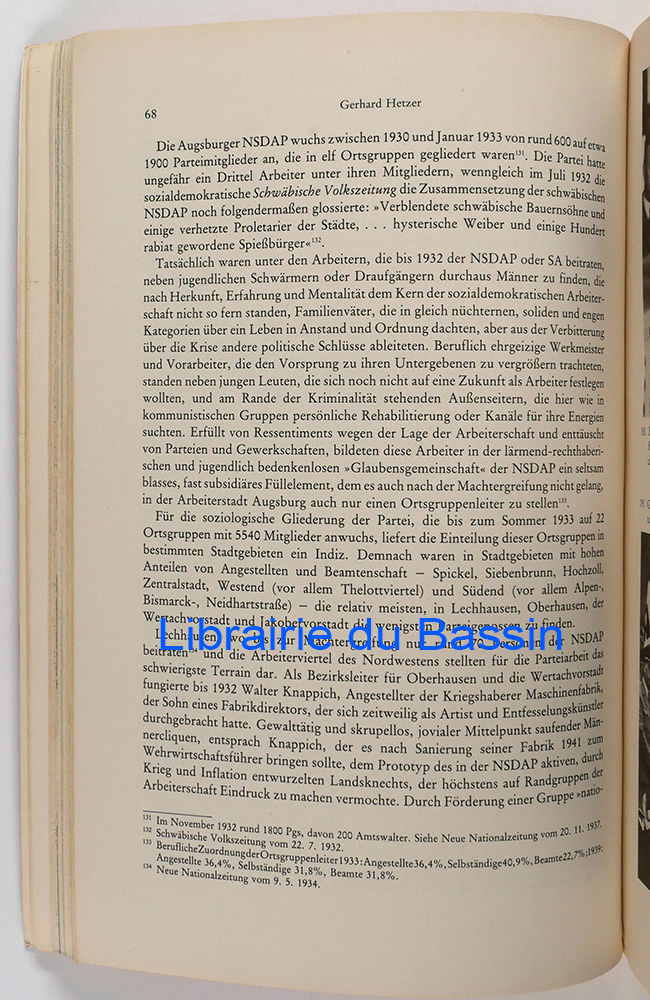 68
Gerhard Hetzer
Die Augsburger NSDAP wuchs zwischen 1930 und Januar 1933 von rund 600 auf etwa
1900 Parteimitglieder an, die in elf Ortsgruppen gegliedert waren¹³¹. Die Partei hatte
ungefähr ein Drittel Arbeiter unter ihren Mitgliedern, wenngleich im Juli 1932 die
sozialdemokratische Schwäbische Volkszeitung die Zusammensetzung der schwäbischen
NSDAP noch folgendermaßen glossierte: »Verblendete schwäbische Bauernsöhne und
einige verhetzte Proletarier der Städte, . . . hysterische Weiber und einige Hundert
rabiat gewordene Spießbürger«¹³².
Tatsächlich waren unter den Arbeitern, die bis 1932 der NSDAP oder SA beitraten,
neben jugendlichen Schwärmern oder Draufgängern durchaus Männer zu finden, die
nach Herkunft, Erfahrung und Mentalität dem Kern der sozialdemokratischen Arbeiter-
schaft nicht so fern standen, Familienväter, die in gleich nüchternen, soliden und engen
Kategorien über ein Leben in Anstand und Ordnung dachten, aber aus der Verbitterung
über die Krise andere politische Schlüsse ableiteten. Beruflich ehrgeizige Werkmeister
und Vorarbeiter, die den Vorsprung zu ihren Untergebenen zu vergrößern trachteten,
standen neben jungen Leuten, die sich noch nicht auf eine Zukunft als Arbeiter festlegen
wollten, und am Rande der Kriminalität stehenden Außenseitern, die hier wie in
kommunistischen Gruppen persönliche Rehabilitierung oder Kanäle für ihre Energien
suchten. Erfüllt von Ressentiments wegen der Lage der Arbeiterschaft und enttäuscht
von Parteien und Gewerkschaften, bildeten diese Arbeiter in der lärmend-rechthaberi-
schen und jugendlich bedenkenlosen »Glaubensgemeinschaft« der NSDAP ein seltsam
blasses, fast subsidiäres Füllelement, dem es auch nach der Machtergreifung nicht gelang,
in der Arbeiterstadt Augsburg auch nur einen Ortsgruppenleiter zu stellen¹³³.
Für die soziologische Gliederung der Partei, die bis zum Sommer 1933 auf 22
Ortsgruppen mit 5540 Mitglieder anwuchs, liefert die Einteilung dieser Ortsgruppen in
bestimmten Stadtgebieten ein Indiz. Demnach waren in Stadtgebieten mit hohen
Anteilen von Angestellten und Beamtenschaft – Spickel, Siebenbrunn, Hochzoll,
Zentralstadt, Westend (vor allem Thelottviertel) und Südend (vor allem Alpen-,
Bismarck-, Neidhartstraße) – die relativ meisten, in Lechhausen, Oberhausen, der
Wertachvorstadt und Jakobervorstadt die wenigsten Parteigenossen zu finden.
Lechhausen, wo bis zur Machtergreifung nur rund 70 Personen der NSDAP
Librairie du Bassin
beitraten¹³⁴ und die Arbeiterviertel des Nordwestens stellten für die Parteiarbeit das
schwierigste Terrain dar. Als Bezirksleiter für Oberhausen und die Wertachvorstadt
fungierte bis 1932 Walter Knappich, Angestellter der Kriegshaberer Maschinenfabrik,
der Sohn eines Fabrikdirektors, der sich zeitweilig als Artist und Entfesselungskünstler
durchgebracht hatte. Gewalttätig und skrupellos, jovialer Mittelpunkt saufender Män-
nercliquen, entsprach Knappich, der es nach Sanierung seiner Fabrik 1941 zum
Wehrwirtschaftsführer bringen sollte, dem Prototyp des in der NSDAP aktiven, durch
Krieg und Inflation entwurzelten Landsknechts, der höchstens auf Randgruppen der
Arbeiterschaft Eindruck zu machen vermochte. Durch Förderung einer Gruppe »natio-
¹³¹ Im November 1932 rund 1800 Pgs, davon 200 Amtswalter. Siehe Neue Nationalzeitung vom 20. 11. 1937.
¹³² Schwäbische Volkszeitung vom 22. 7. 1932.
¹³³ Berufliche Zuordnung der Ortsgruppenleiter 1933: Angestellte 36,4%, Selbständige 40,9%, Beamte 22,7%; 1939:
Angestellte 36,4%, Selbständige 31,8%, Beamte 31,8%.
¹³⁴ Neue Nationalzeitung vom 9. 5. 1934.